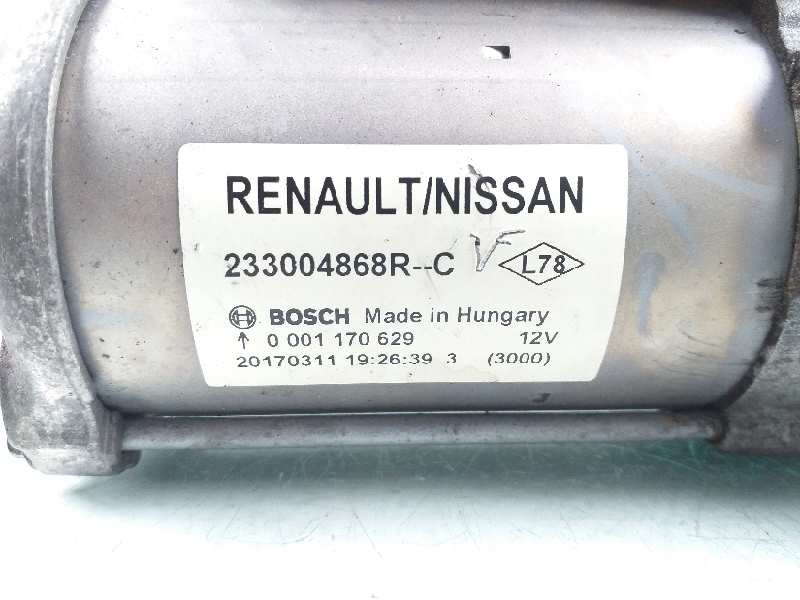 RENAULT/NISSAN
233004868R--C VF L78
BOSCH Made in Hungary
↑ 0 001 170 629 12V
20170311 19:26:39 3 (3000)